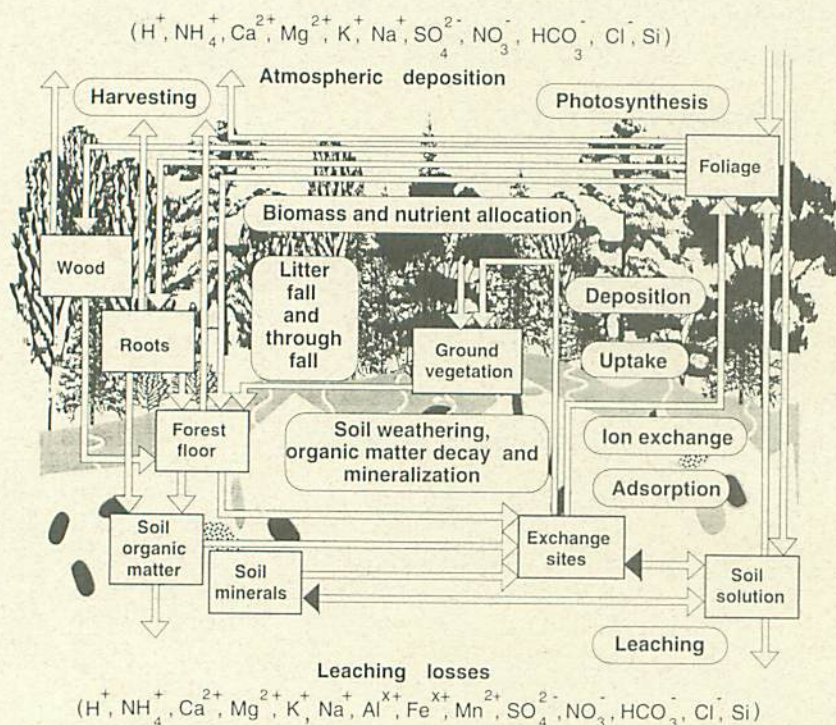 (H⁺, NH₄⁺, Ca²⁺, Mg²⁺, K⁺, Na⁺, SO₄²⁻, NO₃⁻, HCO₃⁻, Cl⁻, Si)
Atmospheric deposition
Harvesting
Photosynthesis
Foliage
Biomass and nutrient allocation
Wood
Litter
fall
and
through
fall
Deposition
Roots
Ground
vegetation
Uptake
Forest
floor
Soil weathering,
organic matter decay and
mineralization
Ion exchange
Adsorption
Soil
organic
matter
Soil
minerals
Exchange
sites
Soil
solution
Leaching
Leaching losses
(H⁺, NH₄⁺, Ca²⁺, Mg²⁺, K⁺, Na⁺, Alˣ⁺, Feˣ⁺, Mn²⁺, SO₄²⁻, NO₃⁻, HCO₃⁻, Cl⁻, Si)